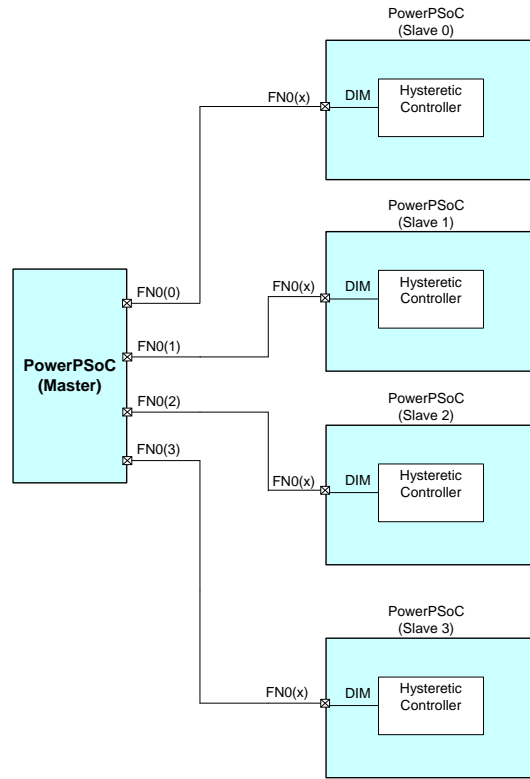 PowerPSoC
(Slave 0)
FN0(x)
DIM
Hysteretic
Controller
PowerPSoC
(Slave 1)
FN0(x)
DIM
Hysteretic
Controller
FN0(0)
FN0(1)
PowerPSoC
(Master)
FN0(2)
FN0(3)
PowerPSoC
(Slave 2)
FN0(x)
DIM
Hysteretic
Controller
PowerPSoC
(Slave 3)
FN0(x)
DIM
Hysteretic
Controller